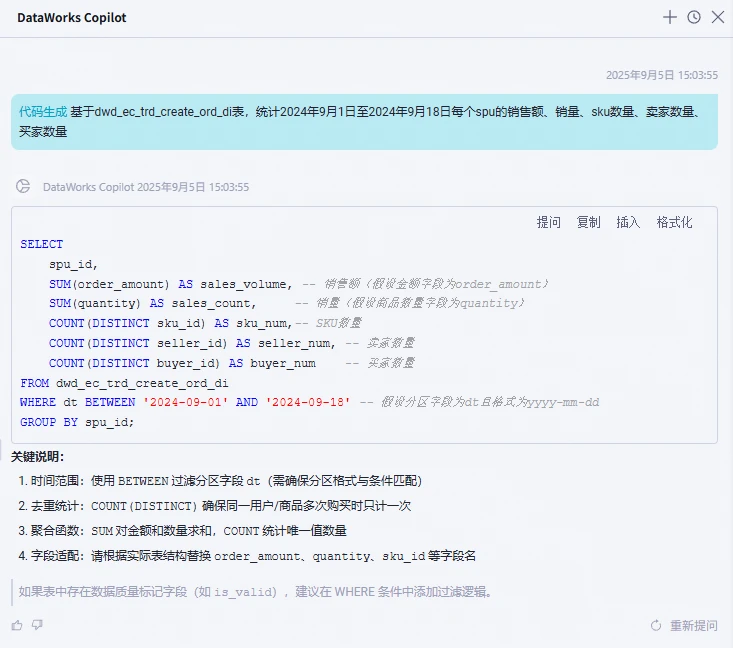 DataWorks Copilot
2025年9月5日 15:03:55
代码生成 基于dwd_ec_trd_create_ord_di表，统计2024年9月1日至2024年9月18日每个spu的销售额、销量、sku数量、卖家数量、
买家数量
DataWorks Copilot 2025年9月5日 15:03:55
提问 复制 插入 格式化
SELECT
    spu_id,
    SUM(order_amount) AS sales_volume, -- 销售额（假设金额字段为order_amount）
    SUM(quantity) AS sales_count,      -- 销量（假设商品数量字段为quantity）
    COUNT(DISTINCT sku_id) AS sku_num,-- SKU数量
    COUNT(DISTINCT seller_id) AS seller_num, -- 卖家数量
    COUNT(DISTINCT buyer_id) AS buyer_num    -- 买家数量
FROM dwd_ec_trd_create_ord_di
WHERE dt BETWEEN '2024-09-01' AND '2024-09-18' -- 假设分区字段为dt且格式为yyyy-mm-dd
GROUP BY spu_id;
关键说明：
1. 时间范围：使用 BETWEEN 过滤分区字段 dt（需确保分区格式与条件匹配）
2. 去重统计：COUNT(DISTINCT) 确保同一用户/商品多次购买时只计一次
3. 聚合函数：SUM 对金额和数量求和，COUNT 统计唯一值数量
4. 字段适配：请根据实际表结构替换 order_amount、quantity、sku_id 等字段名
如果表中存在数据质量标记字段（如 is_valid），建议在 WHERE 条件中添加过滤逻辑。
重新提问